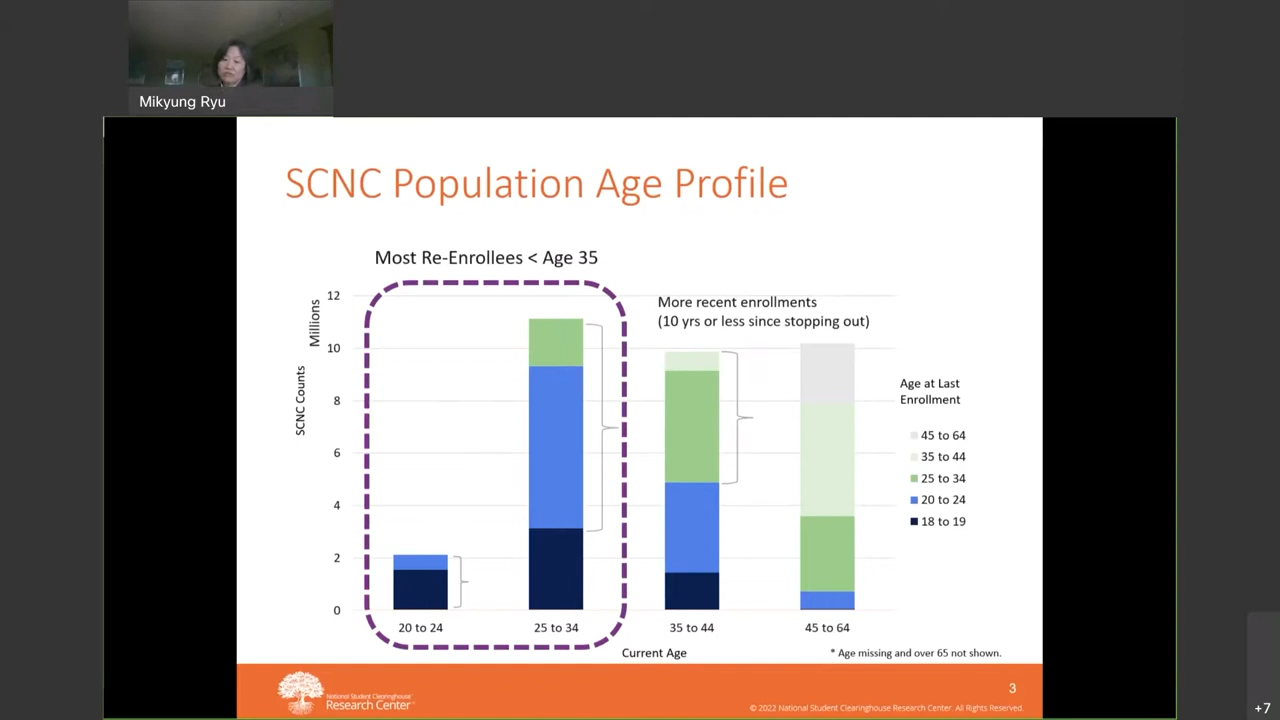 Mikyung Ryu
SCNC Population Age Profile
Most Re-Enrollees < Age 35
More recent enrollments
(10 yrs or less since stopping out)
Millions
SCNC Counts
12
10
8
6
4
2
0
20 to 24
25 to 34
35 to 44
45 to 64
Current Age
Age at Last
Enrollment
45 to 64
35 to 44
25 to 34
20 to 24
18 to 19
* Age missing and over 65 not shown.
National Student Clearinghouse®
Research Center™
3
© 2022 National Student Clearinghouse Research Center. All Rights Reserved.
+7